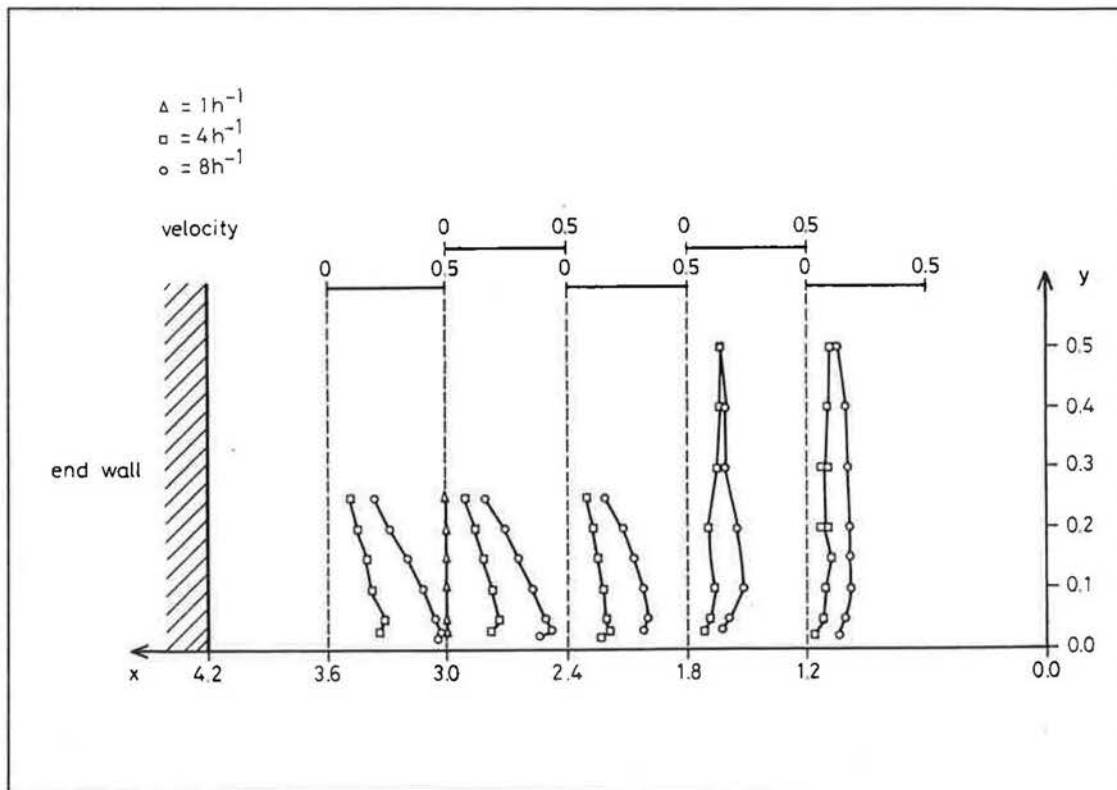 △ = 1h⁻¹
□ = 4h⁻¹
○ = 8h⁻¹
velocity
0 0.5 0 0.5
0 0.5 0 0.5 0 0.5
y
0.5
0.4
end wall
0.3
0.2
0.1
0.0
x 4.2 3.6 3.0 2.4 1.8 1.2 0.0